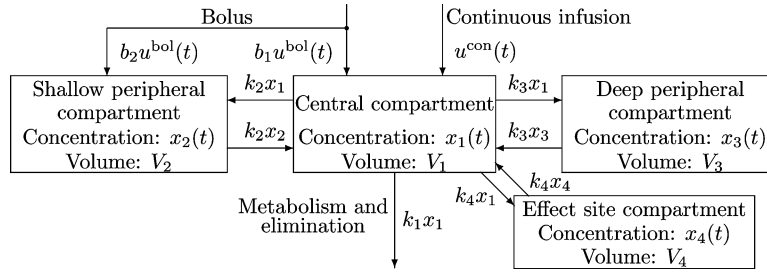 Bolus
Continuous infusion
b₂u^bol(t)
b₁u^bol(t)
u^con(t)
Shallow peripheral
compartment
Concentration: x₂(t)
Volume: V₂
k₂x₁
k₂x₂
Central compartment
Concentration: x₁(t)
Volume: V₁
k₃x₁
k₃x₃
Deep peripheral
compartment
Concentration: x₃(t)
Volume: V₃
Metabolism and
elimination
k₁x₁
k₄x₁
k₄x₄
Effect site compartment
Concentration: x₄(t)
Volume: V₄